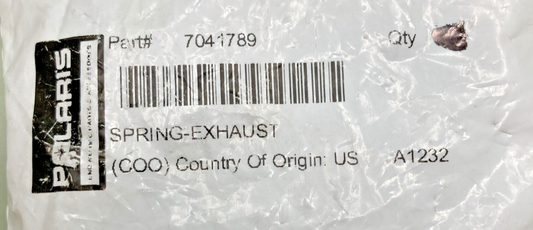 POLARIS
Part# 7041789 Qty
SPRING-EXHAUST
(COO) Country Of Origin: US A1232